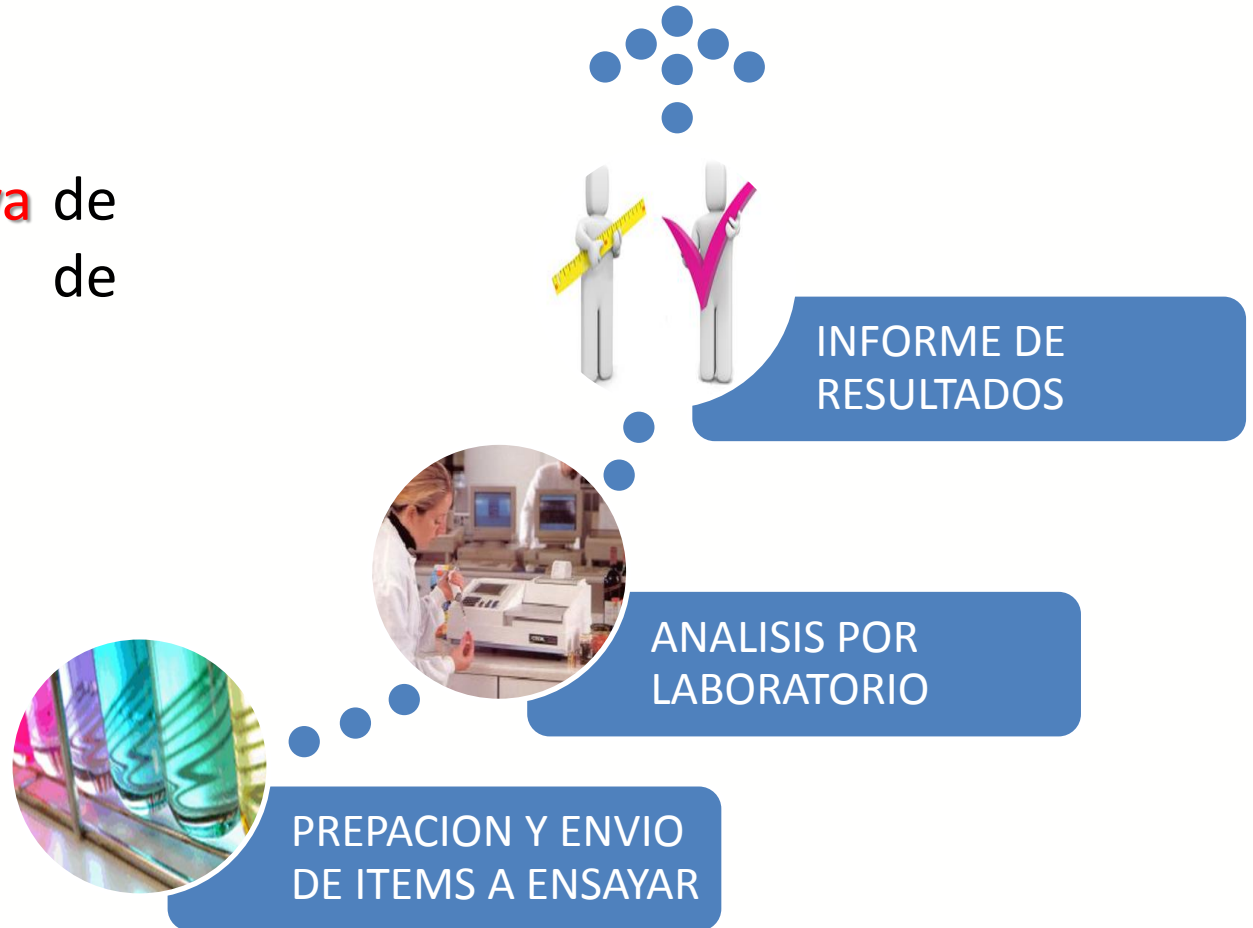 de
de
INFORME DE
RESULTADOS
ANALISIS POR
LABORATORIO
PREPACION Y ENVIO
DE ITEMS A ENSAYAR